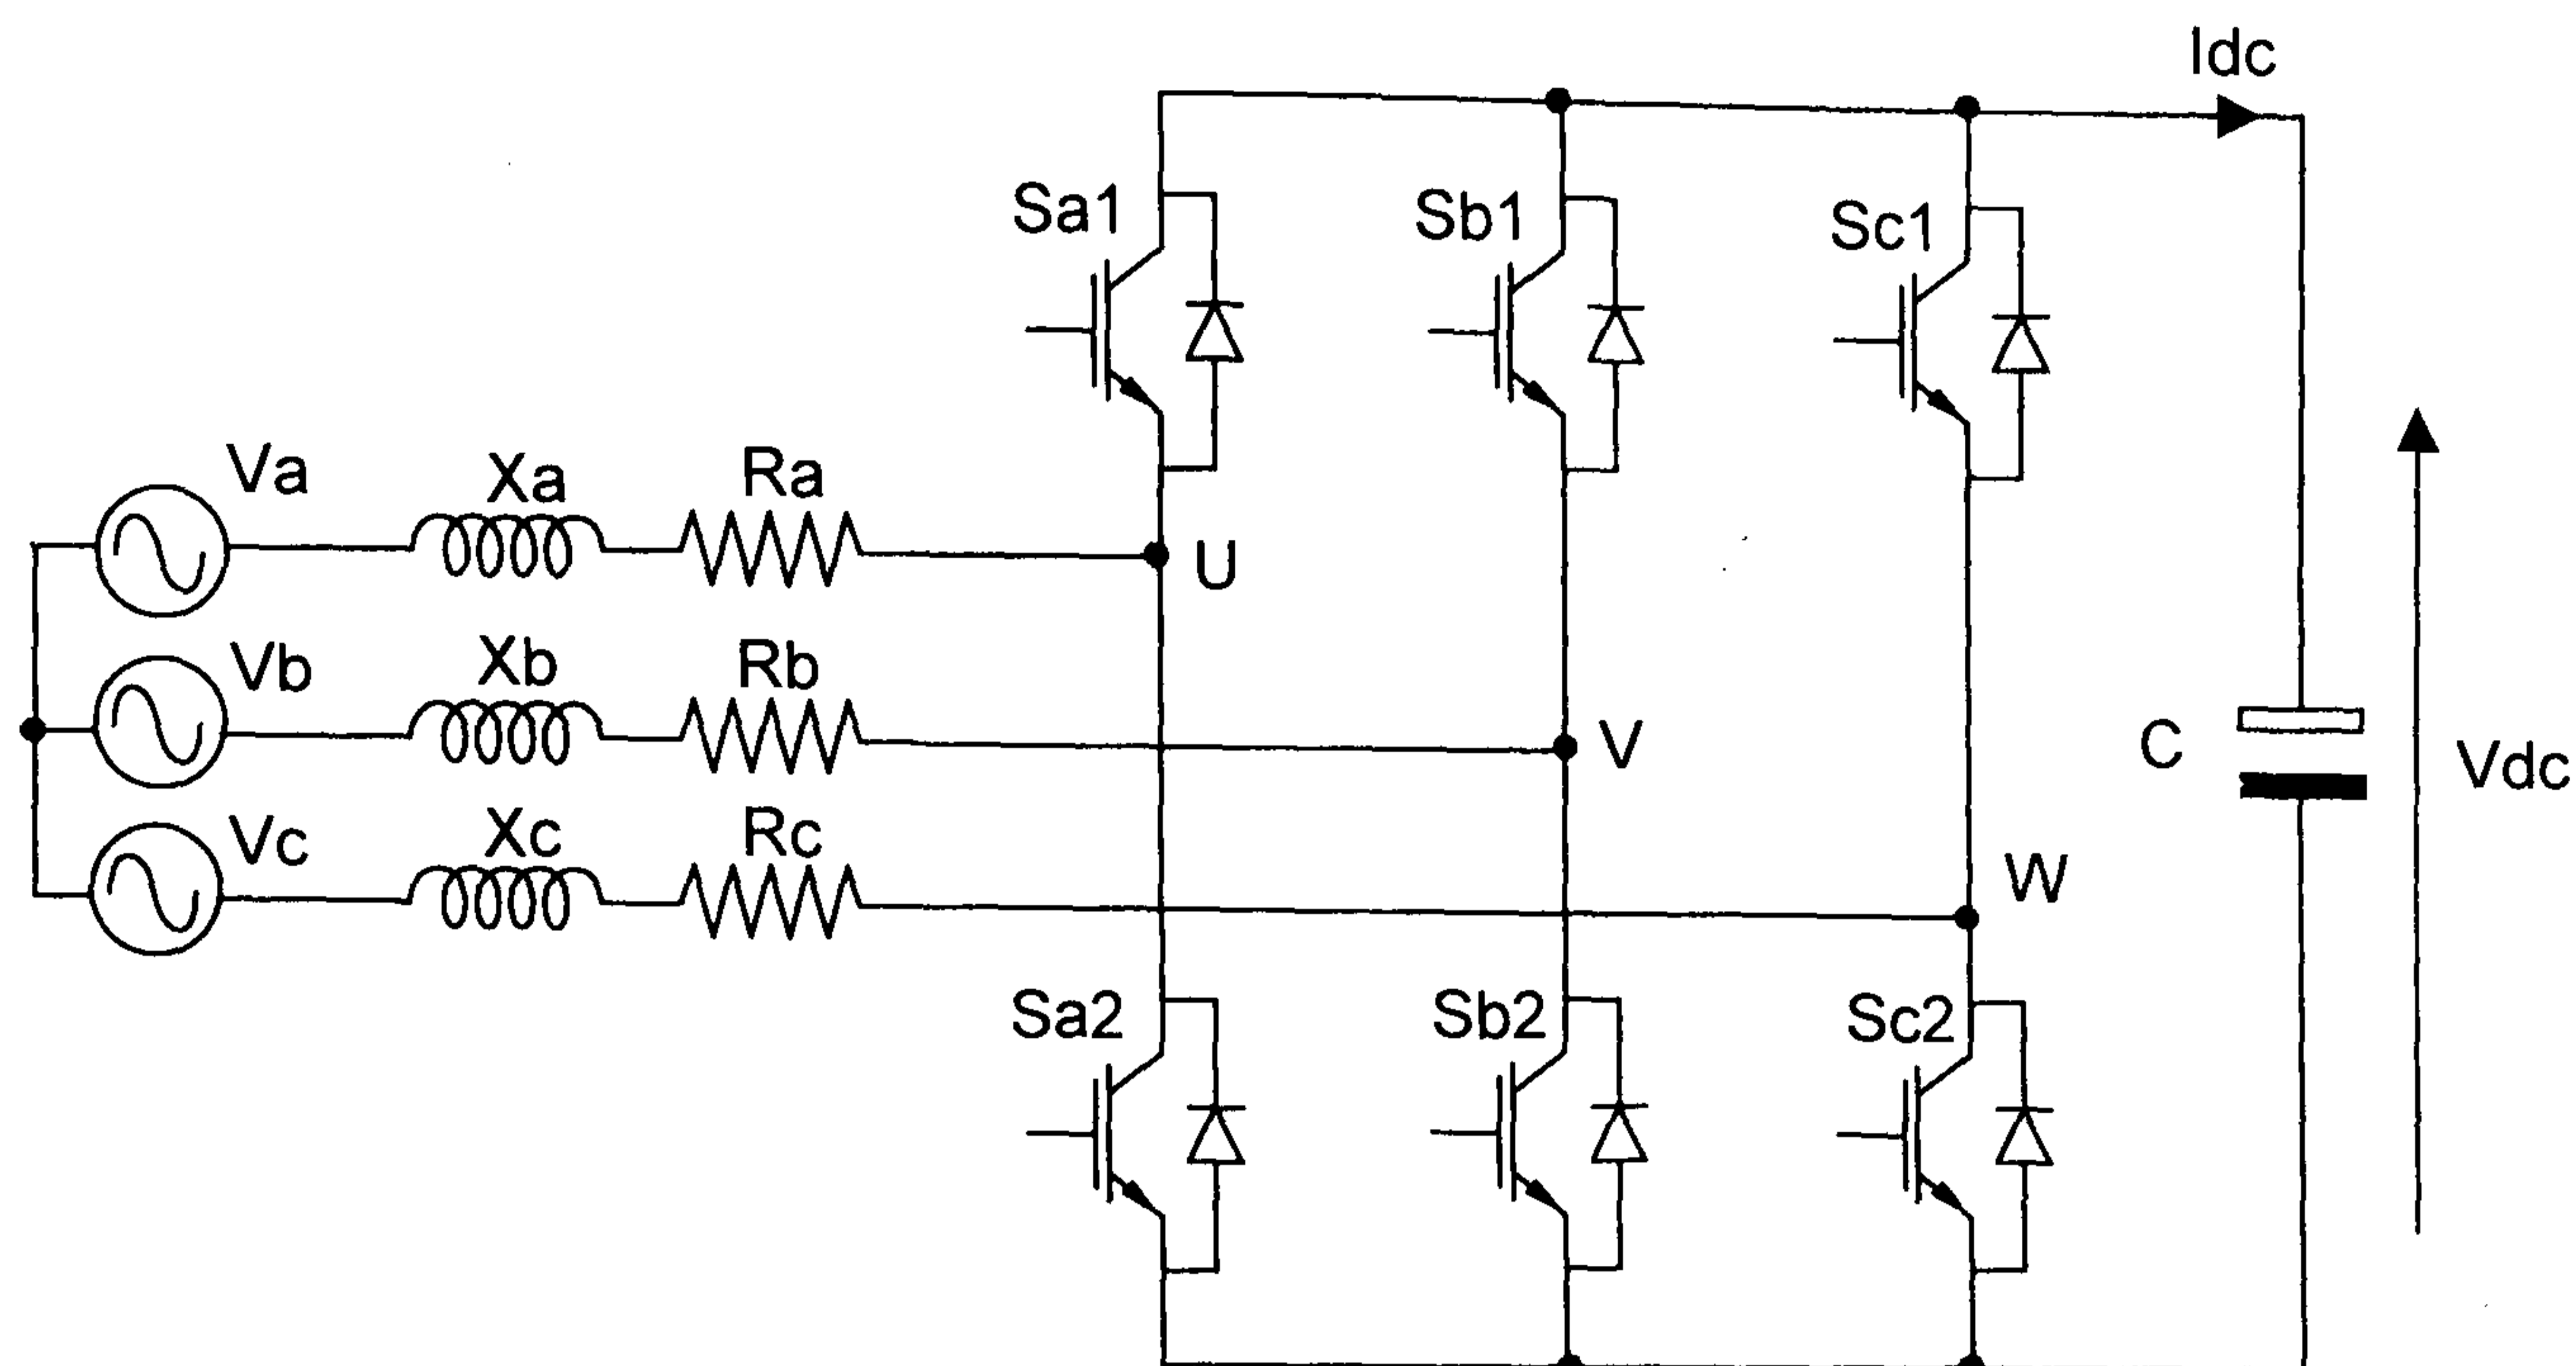 Idc
Sa1
Sb1
Sc1
Va
Xa
Ra
U
Vb
Xb
Rb
V
C
Vdc
Vc
Xc
Rc
W
Sa2
Sb2
Sc2